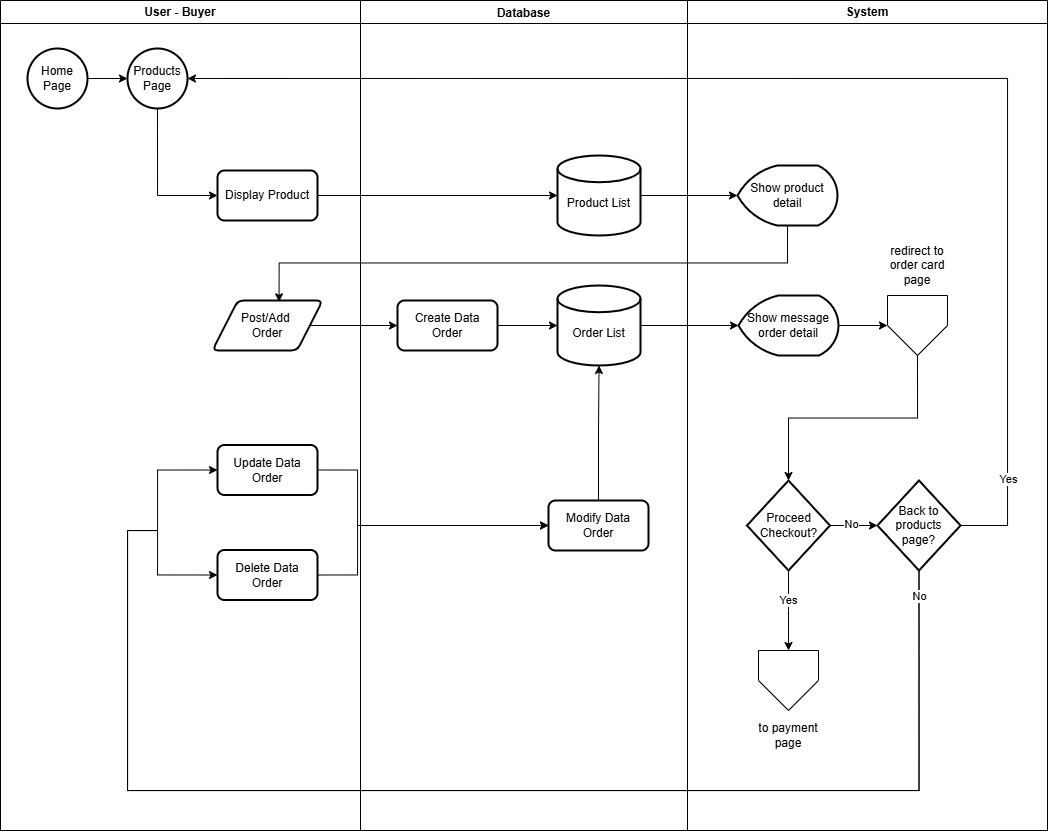 User - Buyer
Database
System
Home
Page
Products
Page
Display Product
Product List
Show product
detail
redirect to
order card
page
Post/Add
Order
Create Data
Order
Order List
Show message
order detail
Update Data
Order
Delete Data
Order
Modify Data
Order
Proceed
Checkout?
No
Back to
products
page?
Yes
Yes
No
to payment
page